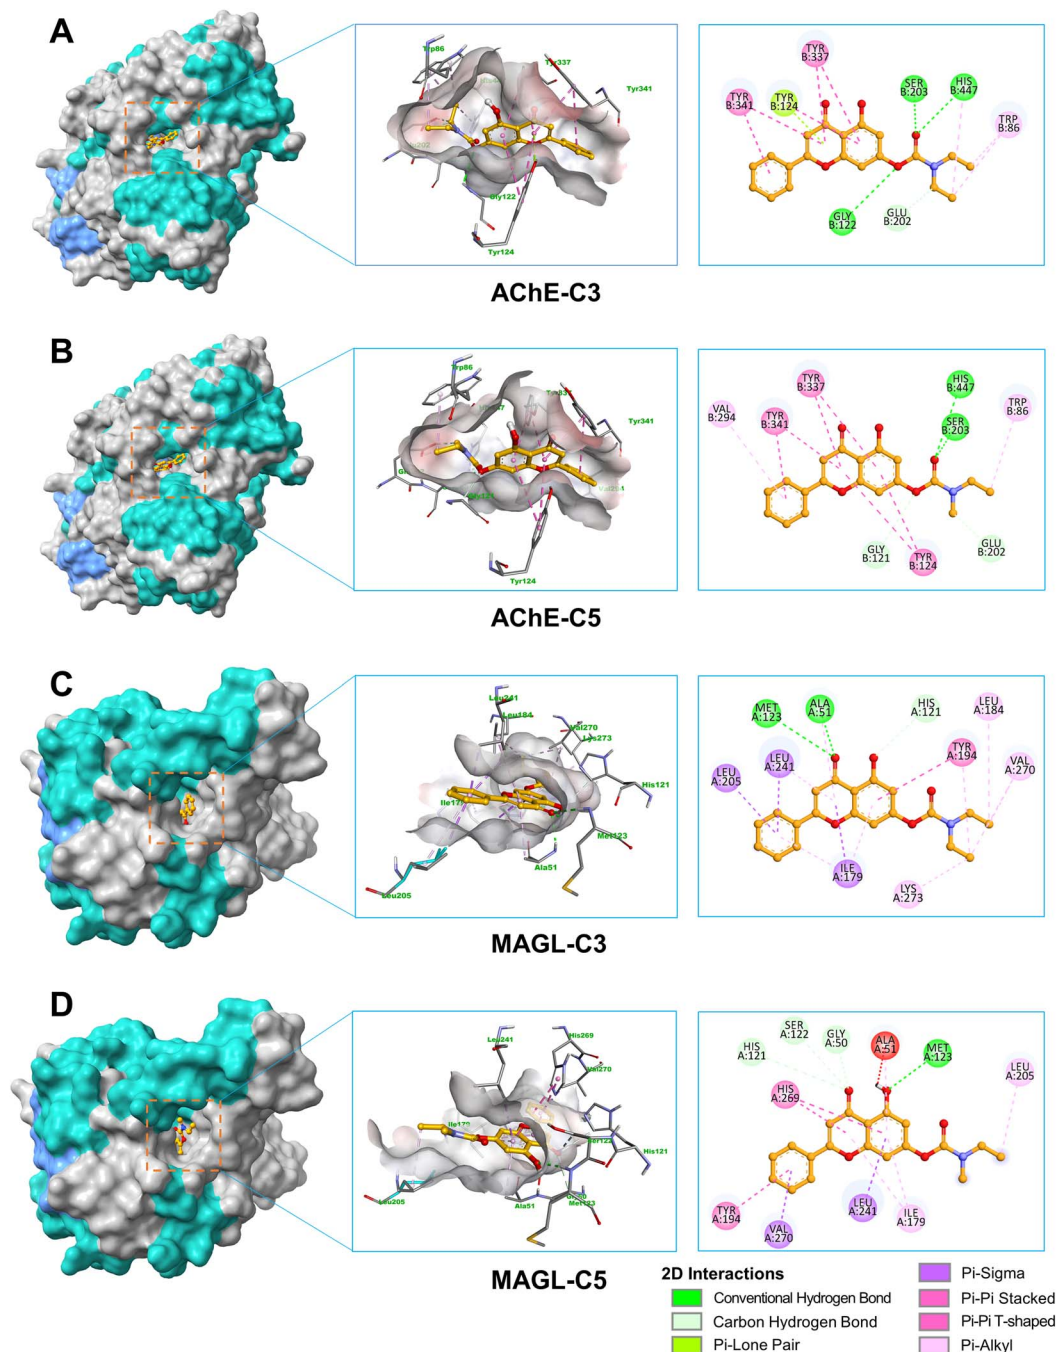 A
Trp86
Tyr337
Tyr341
Gly122
Tyr124
TYR
B:337
TYR
B:341
TYR
B:124
SER
B:203
HIS
B:447
TRP
B:86
GLY
B:122
GLU
B:202
AChE-C3
B
Trp86
Tyr341
Tyr124
TYR
B:337
HIS
B:447
VAL
B:294
TYR
B:341
SER
B:203
TRP
B:86
GLY
B:121
TYR
B:124
GLU
B:202
AChE-C5
C
Leu241
Leu184
Val270
Lys273
His121
Met123
Ala51
Leu205
MET
A:123
ALA
A:51
HIS
A:121
LEU
A:184
LEU
A:205
LEU
A:241
TYR
A:194
VAL
A:270
ILE
A:179
LYS
A:273
MAGL-C3
D
Leu241
His269
Val270
Ile179
His121
Leu205
Ala51
Met123
HIS
A:121
SER
A:122
GLY
A:50
ALA
A:51
MET
A:123
LEU
A:205
HIS
A:269
TYR
A:194
VAL
A:270
LEU
A:241
ILE
A:179
MAGL-C5
2D Interactions
Conventional Hydrogen Bond
Carbon Hydrogen Bond
Pi-Lone Pair
Pi-Sigma
Pi-Pi Stacked
Pi-Pi T-shaped
Pi-Alkyl